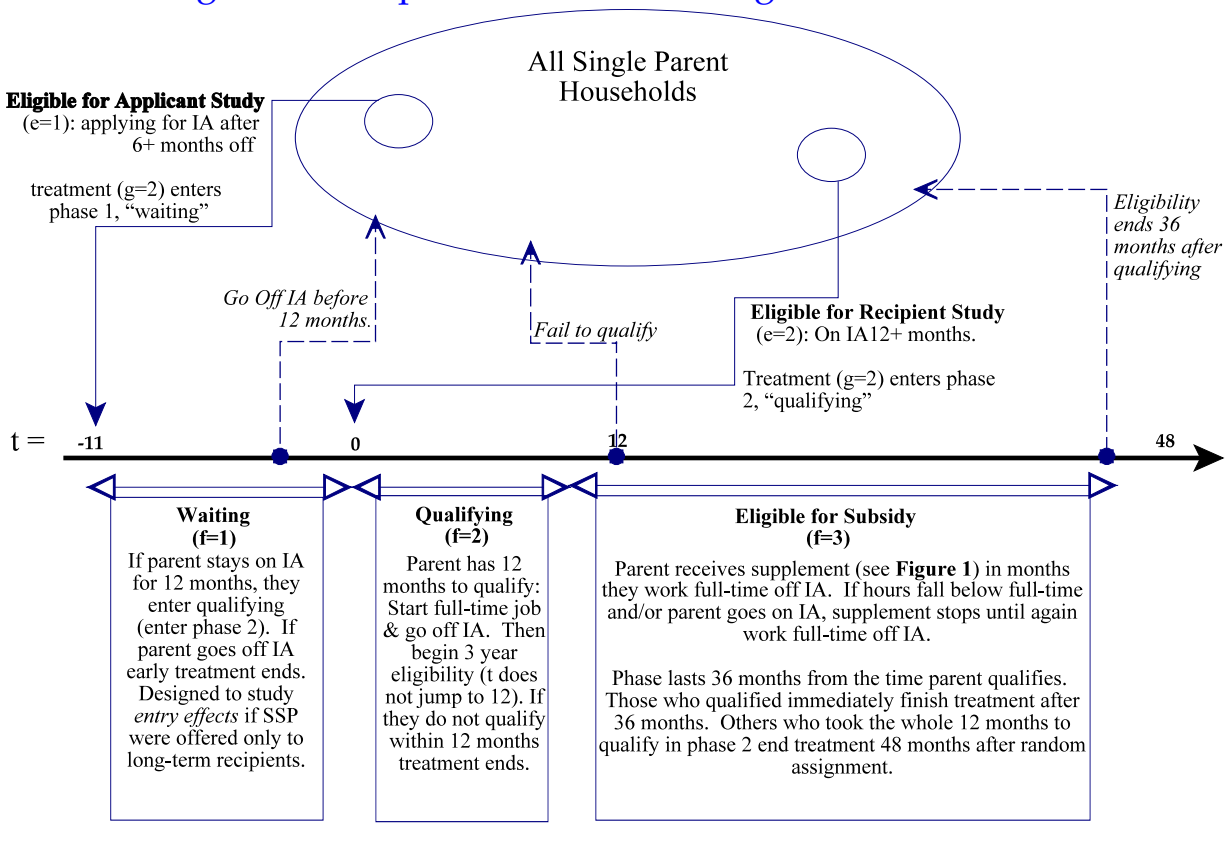 All Single Parent
Households
Eligible for Applicant Study
(e=1): applying for IA after
6+ months off
treatment (g=2) enters
phase 1, “waiting”
Go Off IA before
12 months.
Fail to qualify
Eligible for Recipient Study
(e=2): On IA12+ months.
Treatment (g=2) enters phase
2, “qualifying”
Eligibility
ends 36
months after
qualifying
t =
-11
0
12
48
Waiting
(f=1)
If parent stays on IA
for 12 months, they
enter qualifying
(enter phase 2). If
parent goes off IA
early treatment ends.
Designed to study
entry effects if SSP
were offered only to
long-term recipients.
Qualifying
(f=2)
Parent has 12
months to qualify:
Start full-time job
& go off IA. Then
begin 3 year
eligibility (t does
not jump to 12). If
they do not qualify
within 12 months
treatment ends.
Eligible for Subsidy
(f=3)
Parent receives supplement (see Figure 1) in months
they work full-time off IA. If hours fall below full-time
and/or parent goes on IA, supplement stops until again
work full-time off IA.
Phase lasts 36 months from the time parent qualifies.
Those who qualified immediately finish treatment after
36 months. Others who took the whole 12 months to
qualify in phase 2 end treatment 48 months after random
assignment.